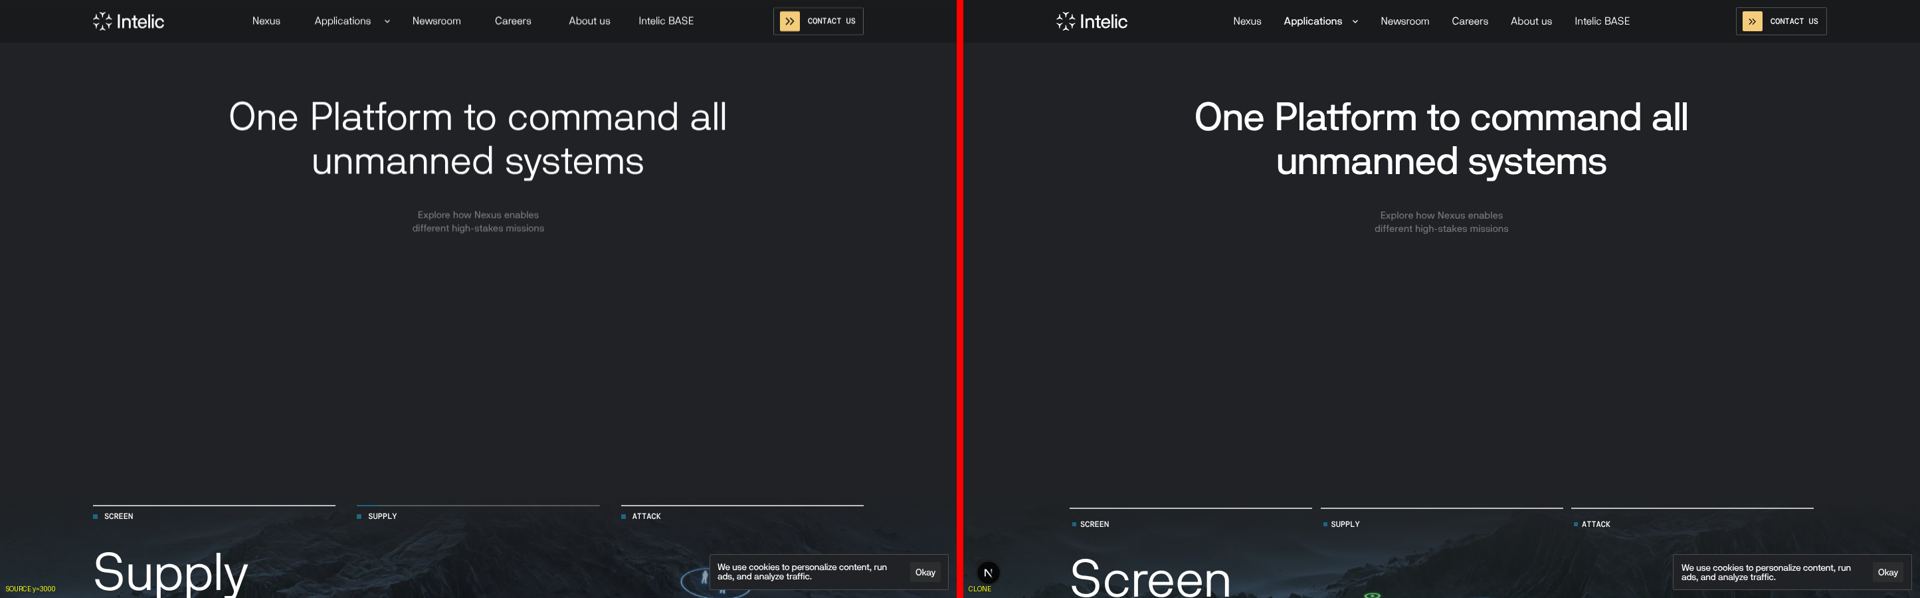 Intelic
Nexus
Applications
Newsroom
Careers
About us
Intelic BASE
CONTACT US
One Platform to command all
unmanned systems
Explore how Nexus enables
different high-stakes missions
SCREEN
SUPPLY
ATTACK
Supply
We use cookies to personalize content, run
ads, and analyze traffic.
Okay
SOURCE y=3000
Intelic
Nexus
Applications
Newsroom
Careers
About us
Intelic BASE
CONTACT US
One Platform to command all
unmanned systems
Explore how Nexus enables
different high-stakes missions
SCREEN
SUPPLY
ATTACK
Screen
N
We use cookies to personalize content, run
ads, and analyze traffic.
Okay
CLONE